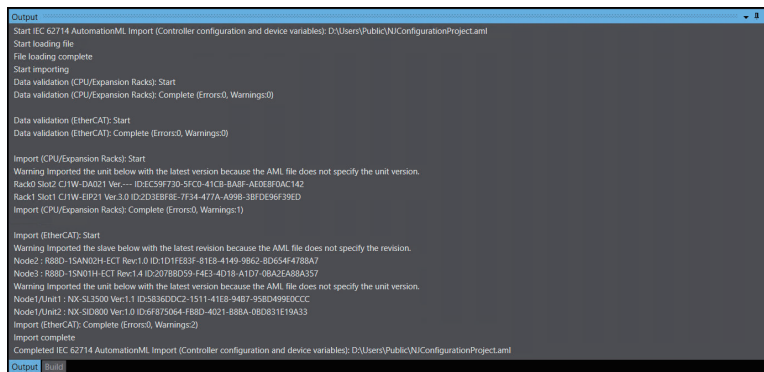 Output
Start IEC 62714 AutomationML Import (Controller configuration and device variables): D:\Users\Public\NJConfigurationProject.aml
Start loading file
File loading complete
Start importing
Data validation (CPU/Expansion Racks): Start
Data validation (CPU/Expansion Racks): Complete (Errors:0, Warnings:0)
Data validation (EtherCAT): Start
Data validation (EtherCAT): Complete (Errors:0, Warnings:0)
Import (CPU/Expansion Racks): Start
Warning Imported the unit below with the latest version because the AML file does not specify the unit version.
Rack0 Slot2 CJ1W-DA021 Ver.--- ID:EC59F730-5FC0-41CB-BA8F-AE0E8F0AC142
Rack1 Slot1 CJ1W-EIP21 Ver.3.0 ID:2D3EBF8E-7F34-477A-A99B-3BFDE96F39ED
Import (CPU/Expansion Racks): Complete (Errors:0, Warnings:1)
Import (EtherCAT): Start
Warning Imported the slave below with the latest revision because the AML file does not specify the revision.
Node2 : R88D-1SAN02H-ECT Rev:1.0 ID:1D1FE83F-81E8-4149-9B62-BD654F4788A7
Node3 : R88D-1SN01H-ECT Rev:1.4 ID:207BBD59-F4E3-4D18-A1D7-0BA2EA88A357
Warning Imported the unit below with the latest version because the AML file does not specify the unit version.
Node1/Unit1 : NX-SL3500 Ver:1.1 ID:5836DDC2-1511-41E8-94B7-95BD499E0CCC
Node1/Unit2 : NX-SID800 Ver:1.0 ID:6F875064-FB8D-4021-B8BA-0BD831E19A33
Import (EtherCAT): Complete (Errors:0, Warnings:2)
Import complete
Completed IEC 62714 AutomationML Import (Controller configuration and device variables): D:\Users\Public\NJConfigurationProject.aml
Output Build